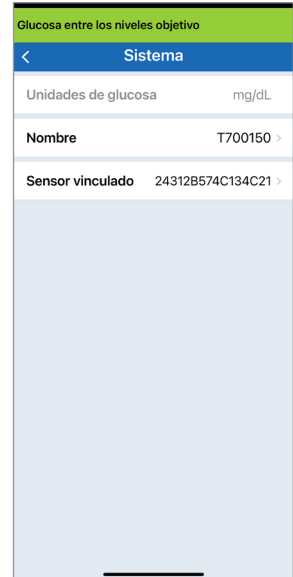 Glucosa entre los niveles objetivo
Sistema
Unidades de glucosa mg/dL
Nombre T700150
Sensor vinculado 24312B574C134C21